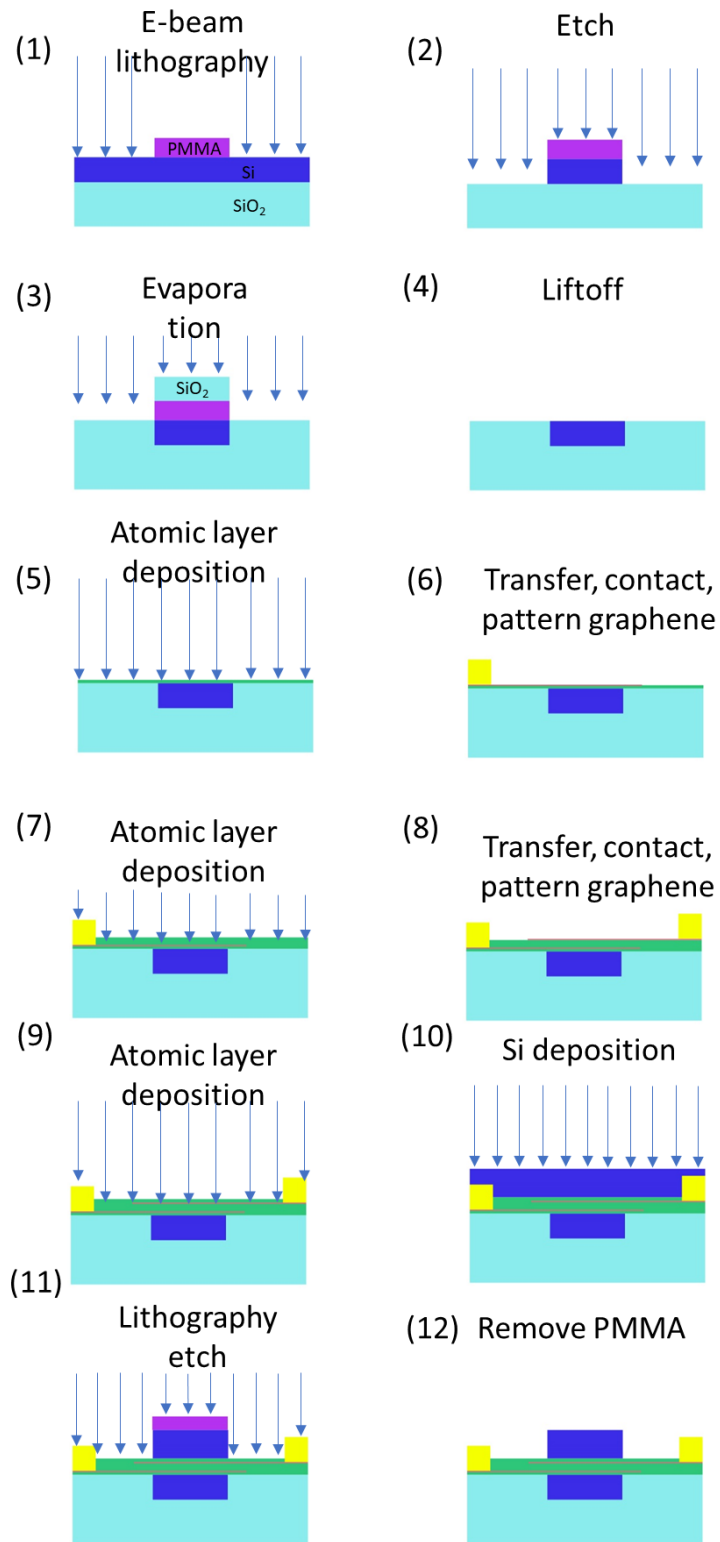 (1)
E-beam
lithography
PMMA
Si
SiO₂
(2)
Etch
(3)
Evapora
tion
SiO₂
(4)
Liftoff
(5)
Atomic layer
deposition
(6)
Transfer, contact,
pattern graphene
(7)
Atomic layer
deposition
(8)
Transfer, contact,
pattern graphene
(9)
Atomic layer
deposition
(10)
Si deposition
(11)
Lithography
etch
(12)
Remove PMMA